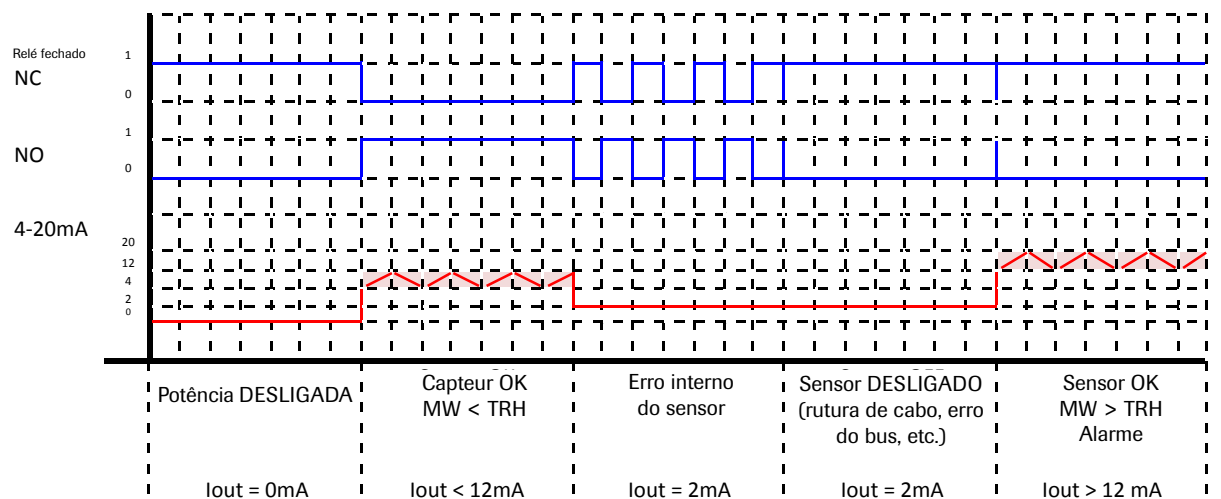 Relé fechado
NC
1
0
NO
1
0
4-20mA
20
12
4
2
0
Potência DESLIGADA
Iout = 0mA
Capteur OK
MW < TRH
Iout < 12mA
Erro interno
do sensor
Iout = 2mA
Sensor DESLIGADO
(rutura de cabo, erro
do bus, etc.)
Iout = 2mA
Sensor OK
MW > TRH
Alarme
Iout > 12 mA